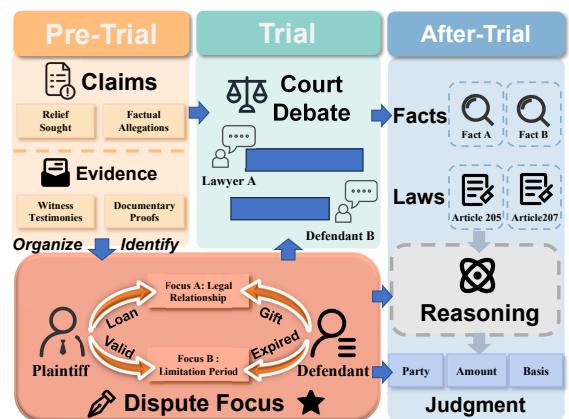 Pre-Trial
Trial
After-Trial
Claims
Relief
Sought
Factual
Allegations
Evidence
Witness
Testimonies
Documentary
Proofs
Organize
Identify
Court
Debate
Lawyer A
Defendant B
Facts
Fact A
Fact B
Laws
Article 205
Article207
Reasoning
Party
Amount
Basis
Judgment
Focus A: Legal
Relationship
Loan
Gift
Valid
Expired
Focus B :
Limitation Period
Plaintiff
Defendant
Dispute Focus